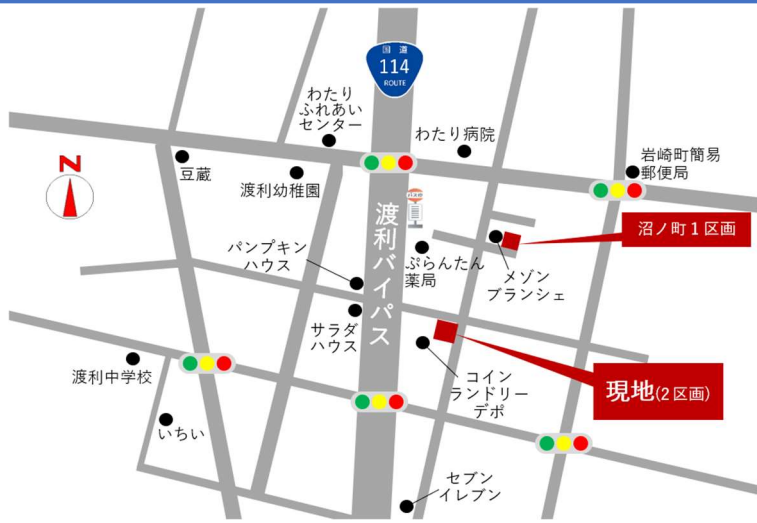 国道
114
ROUTE
わたり
ふれあい
センター
わたり病院
岩崎町簡易
郵便局
豆蔵
渡利幼稚園
N
バス停
沼ノ町1区画
渡利バイパス
パンプキン
ハウス
ぷらんたん
薬局
メゾン
ブランシェ
サラダ
ハウス
渡利中学校
コイン
ランドリー
デポ
現地(2区画)
いちい
セブン
イレブン